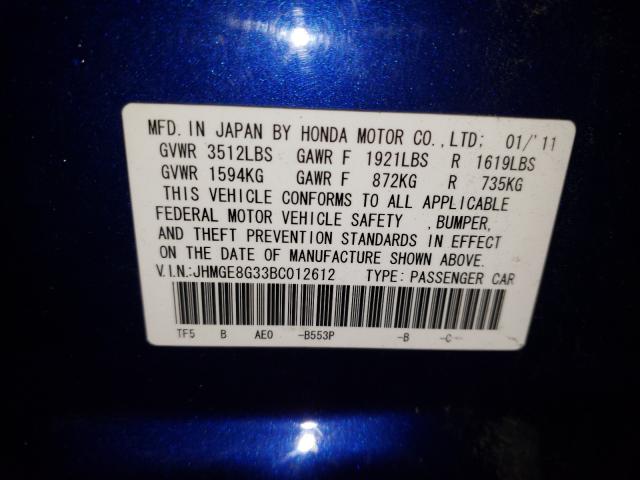 MFD. IN JAPAN BY HONDA MOTOR CO., LTD; 01/'11
GVWR 3512LBS GAWR F 1921LBS R 1619LBS
GVWR 1594KG GAWR F 872KG R 735KG
THIS VEHICLE CONFORMS TO ALL APPLICABLE
FEDERAL MOTOR VEHICLE SAFETY , BUMPER,
AND THEFT PREVENTION STANDARDS IN EFFECT
ON THE DATE OF MANUFACTURE SHOWN ABOVE.
V.I.N.:JHMGE8G33BC012612 TYPE: PASSENGER CAR
TF5 B AE0 -B553P -B -C-